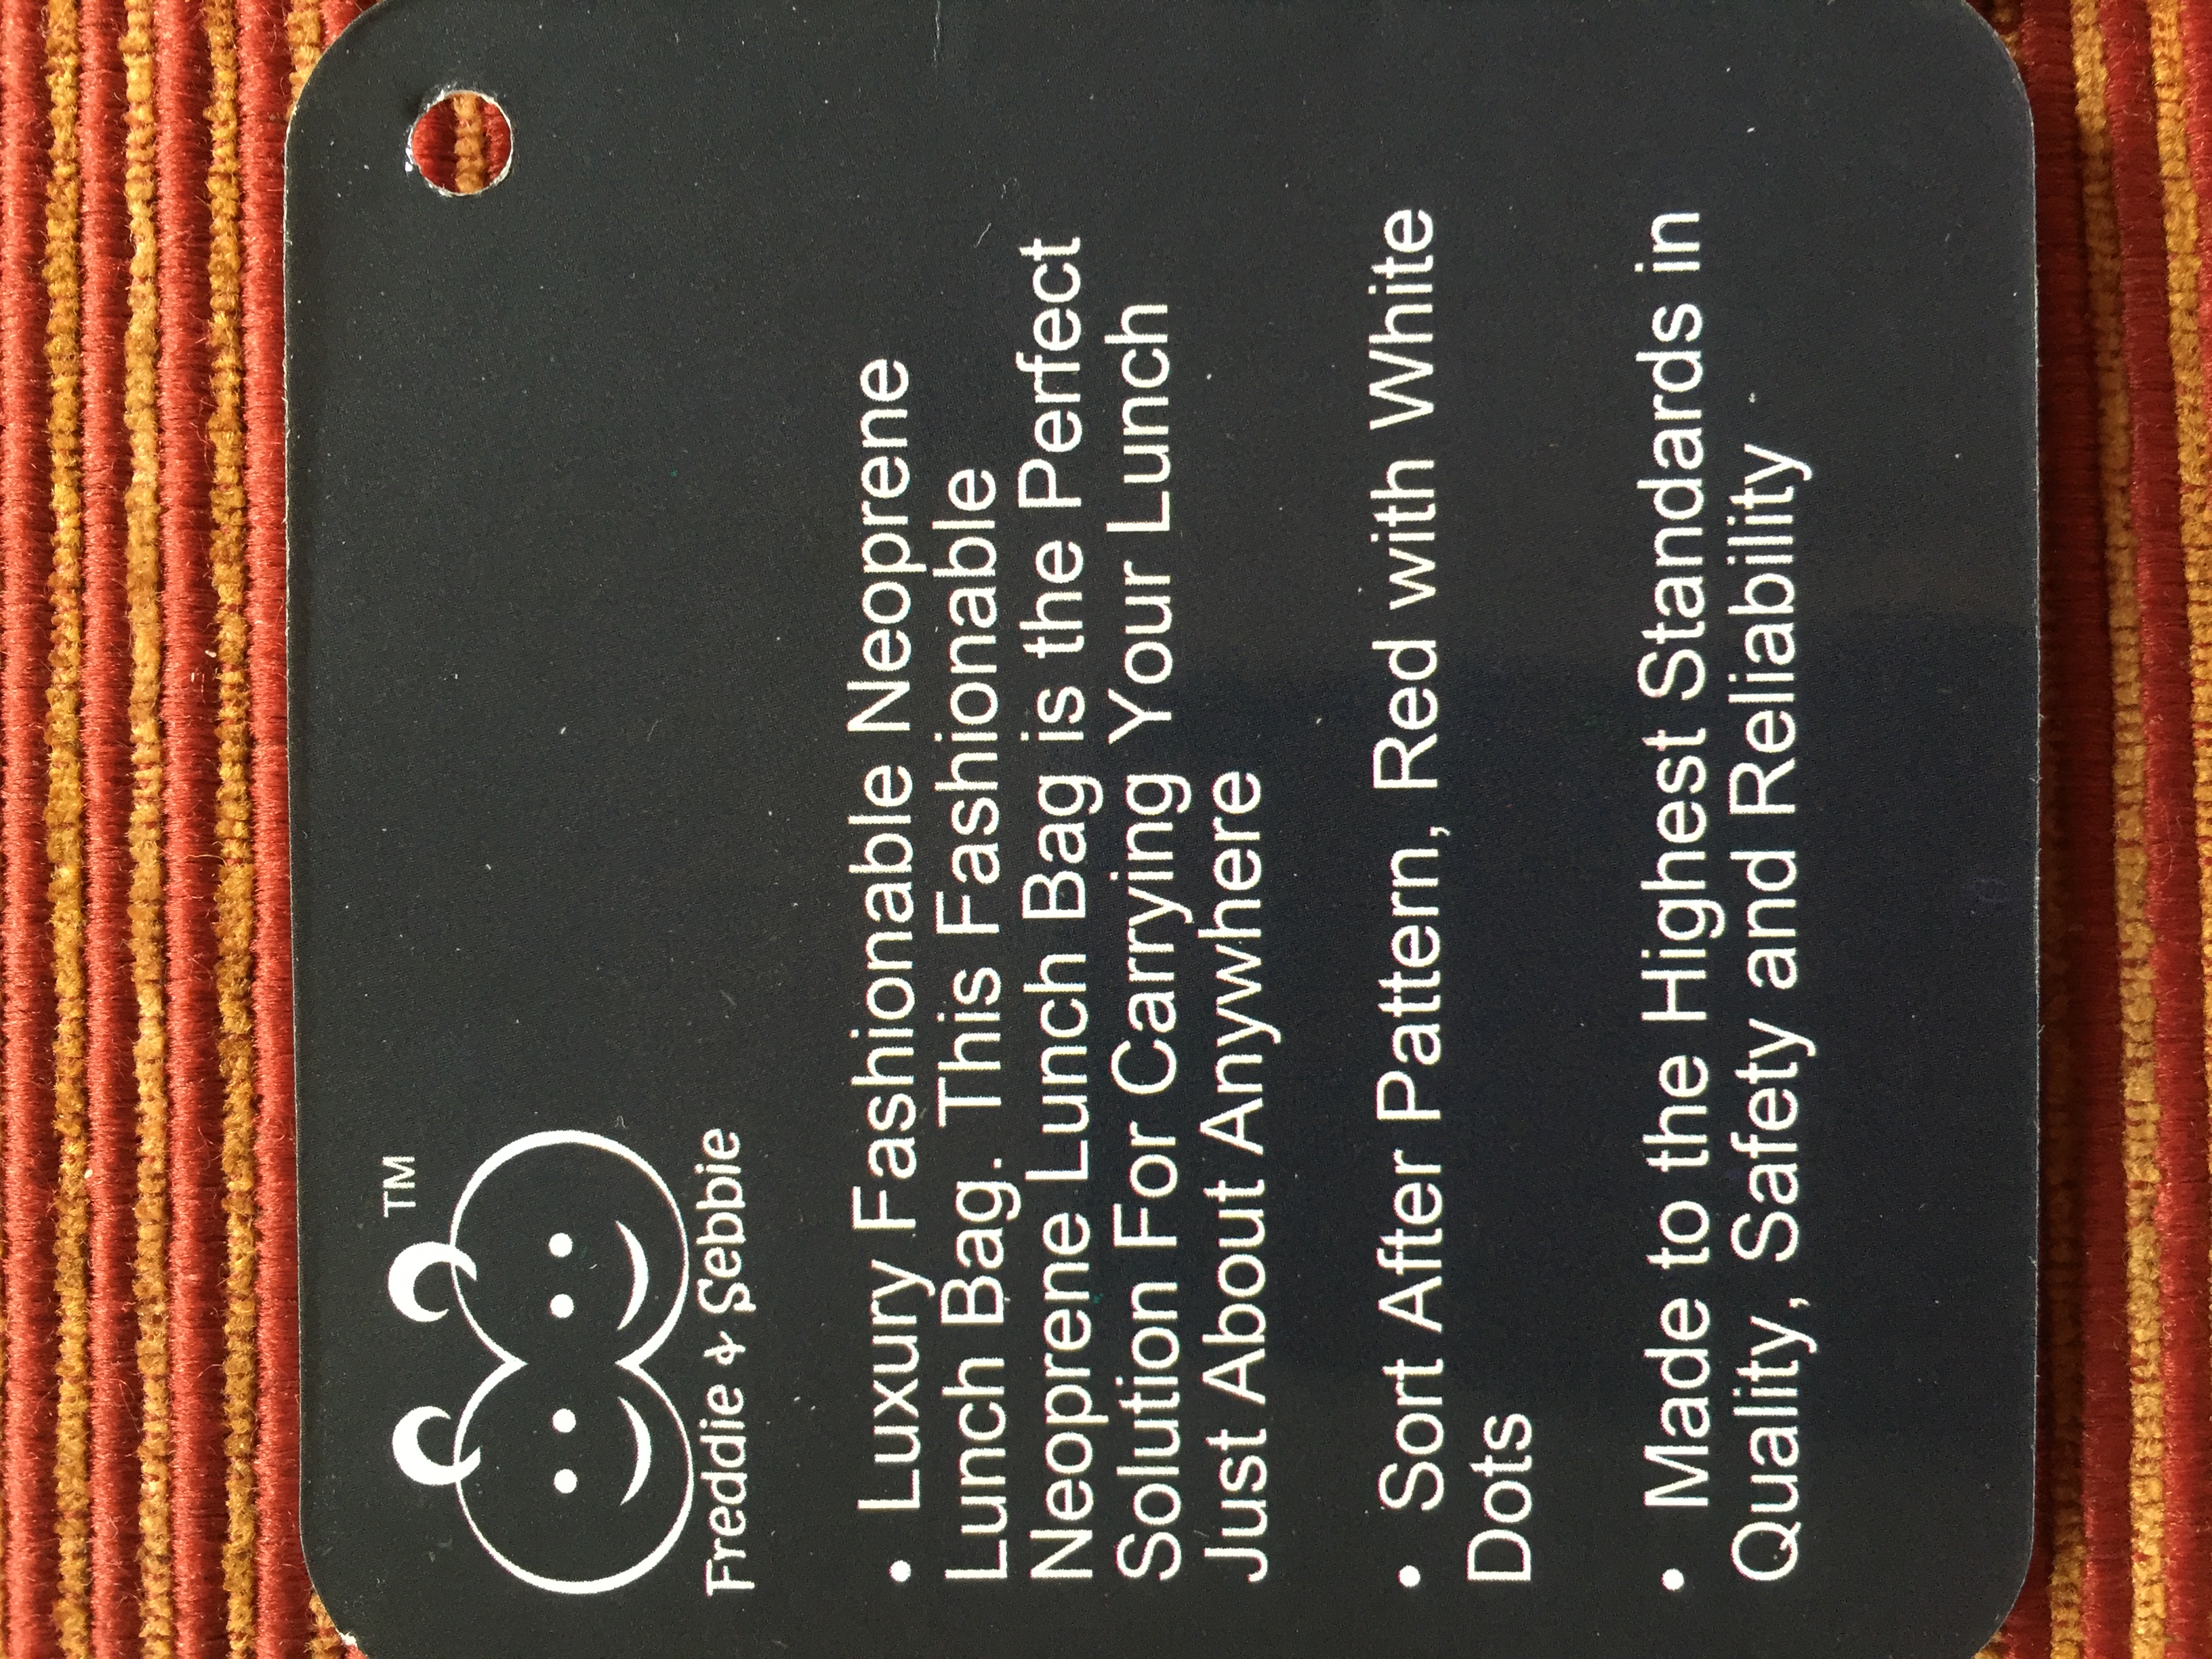 TM
Freddie & Sebbie
• Luxury Fashionable Neoprene
Lunch Bag. This Fashionable
Neoprene Lunch Bag is the Perfect
Solution For Carrying Your Lunch
Just About Anywhere
• Sort After Pattern, Red with White
Dots
• Made to the Highest Standards in
Quality, Safety and Reliability